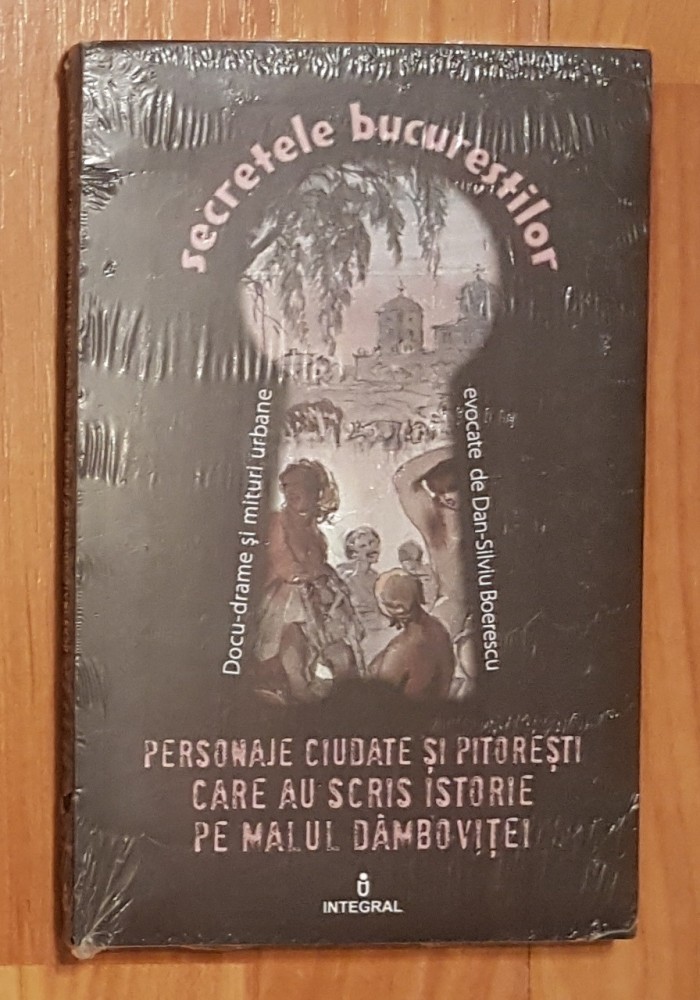 secretele bucureștilor
Docu-drame și mituri urbane
evocate de Dan-Silviu Boerescu
PERSONAJE CIUDATE ȘI PITOREȘTI
CARE AU SCRIS ISTORIE
PE MALUL DÂMBOVIȚEI
INTEGRAL